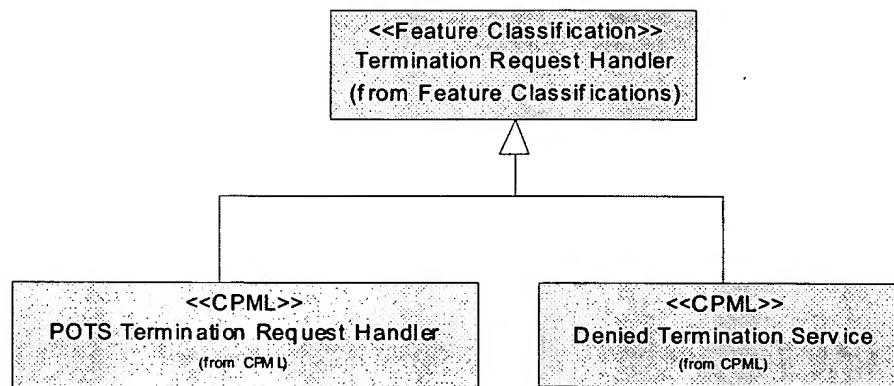 <<Feature Classification>>
Termination Request Handler
(from Feature Classifications)
<<CPML>>
POTS Termination Request Handler
(from CPML)
<<CPML>>
Denied Termination Service
(from CPML)